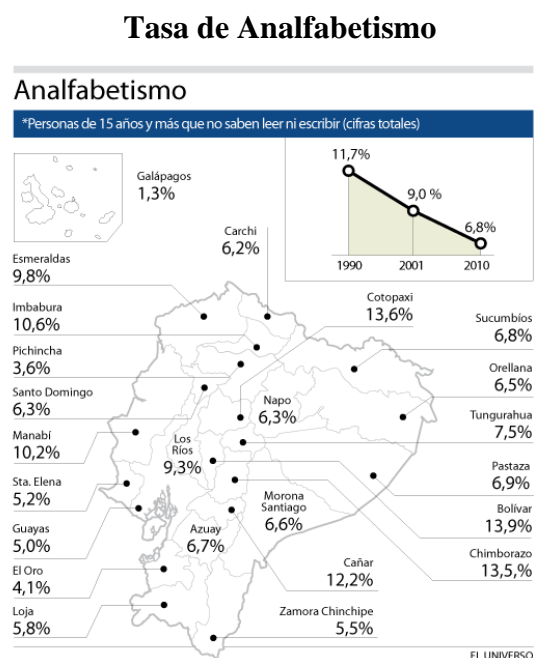 Tasa de Analfabetismo
Analfabetismo
*Personas de 15 años y más que no saben leer ni escribir (cifras totales)
Galápagos
1,3%
11,7%
9,0 %
6,8%
1990
2001
2010
Carchi
6,2%
Esmeraldas
9,8%
Imbabura
10,6%
Pichincha
3,6%
Santo Domingo
6,3%
Manabí
10,2%
Sta. Elena
5,2%
Guayas
5,0%
El Oro
4,1%
Loja
5,8%
Los
Ríos
9,3%
Napo
6,3%
Morona
Santiago
6,6%
Azuay
6,7%
Cotopaxi
13,6%
Sucumbíos
6,8%
Orellana
6,5%
Tungurahua
7,5%
Pastaza
6,9%
Bolívar
13,9%
Chimborazo
13,5,%
Cañar
12,2%
Zamora Chinchipe
5,5%
EL UNIVERSO